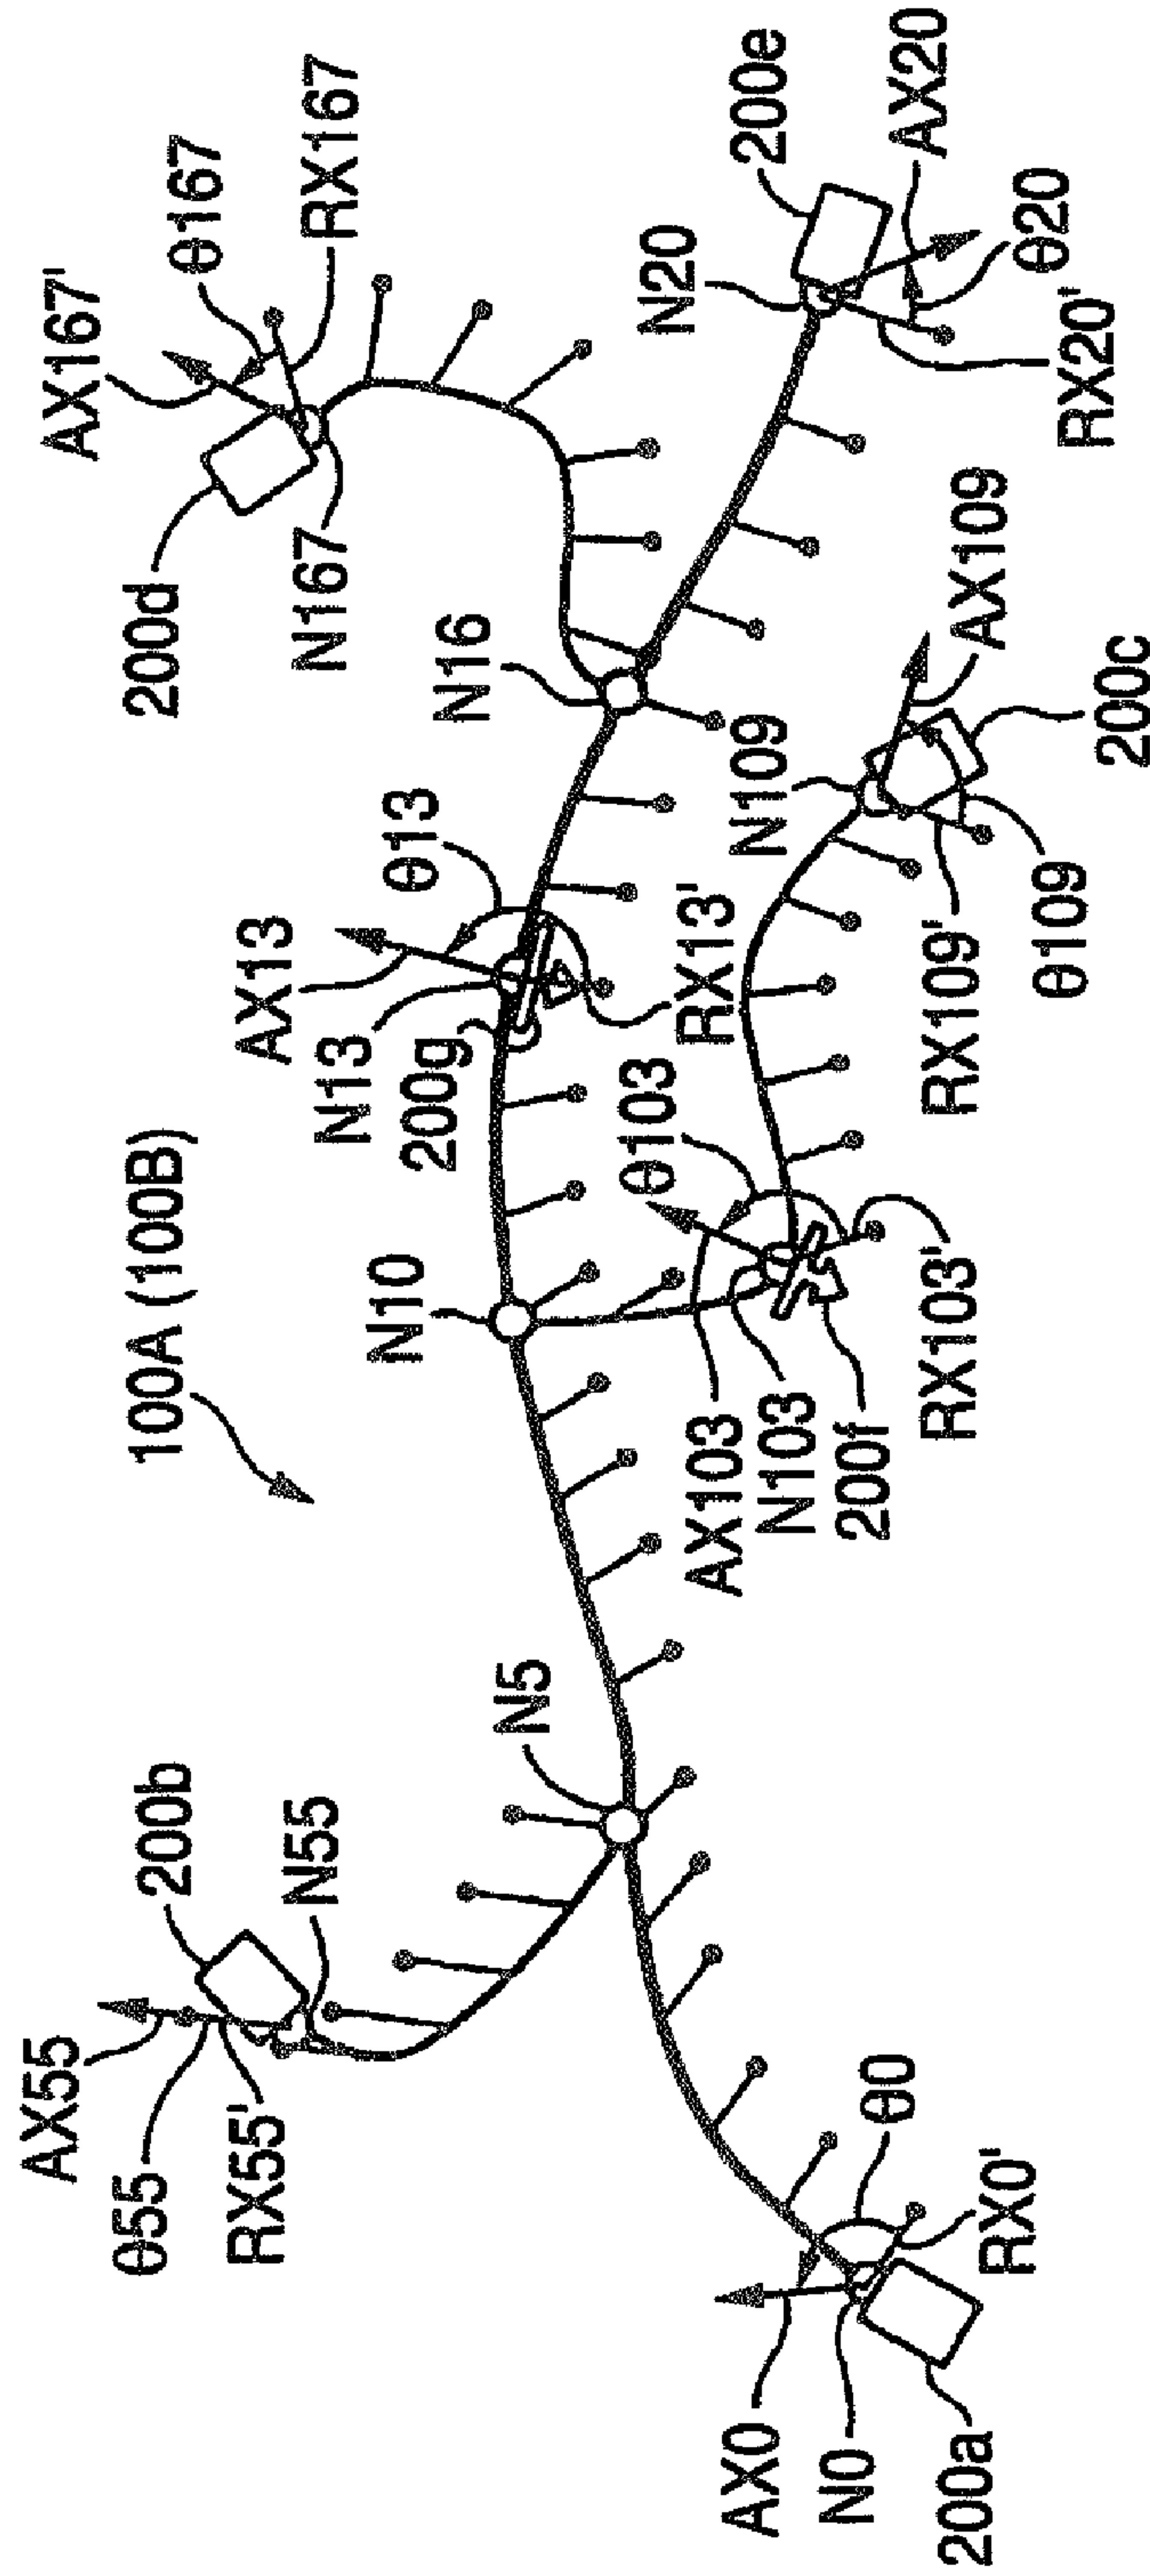 100A (100B)
AX167'
θ167
RX167
200d
N167
N16
200e
N20
AX20
θ20
RX20'
AX109
200c
N109
θ109
RX109'
θ13
AX13
N13
200g
RX13'
θ103
AX103
N103
200f
RX103'
N10
N5
200b
N55
AX55
θ55
RX55'
θ0
RX0'
AX0
N0
200a